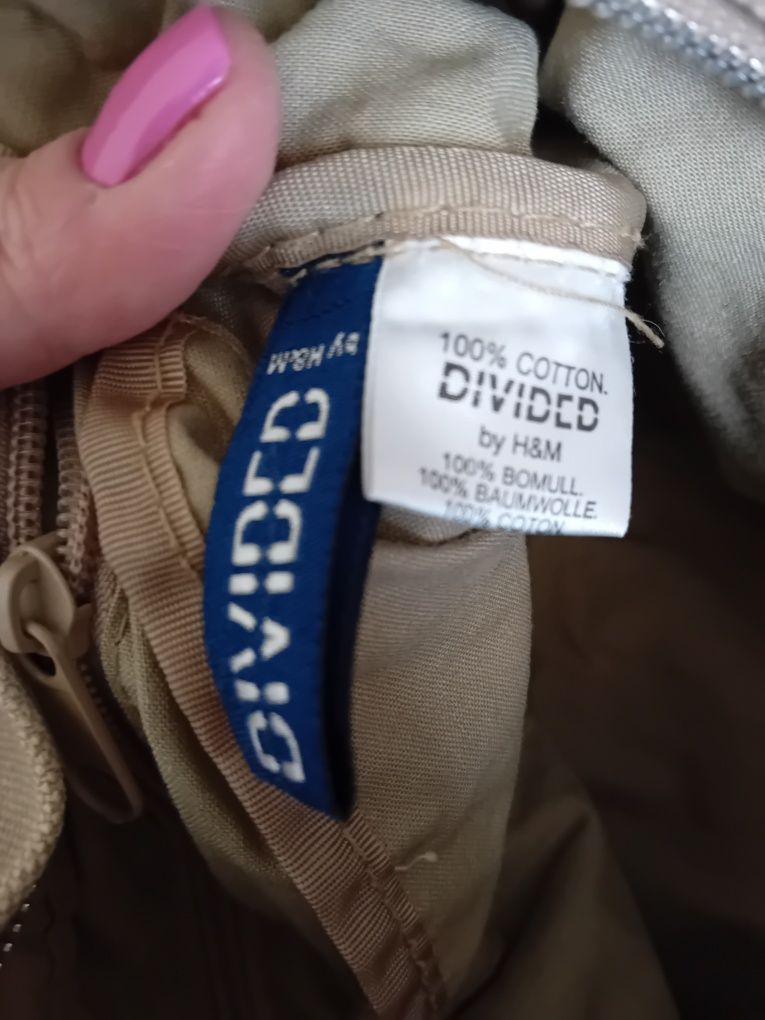 100% COTTON.
DIVIDED
by H&M
100% BOMULL.
100% BAUMWOLLE.
100% COTON
DIVIDED
by H&M